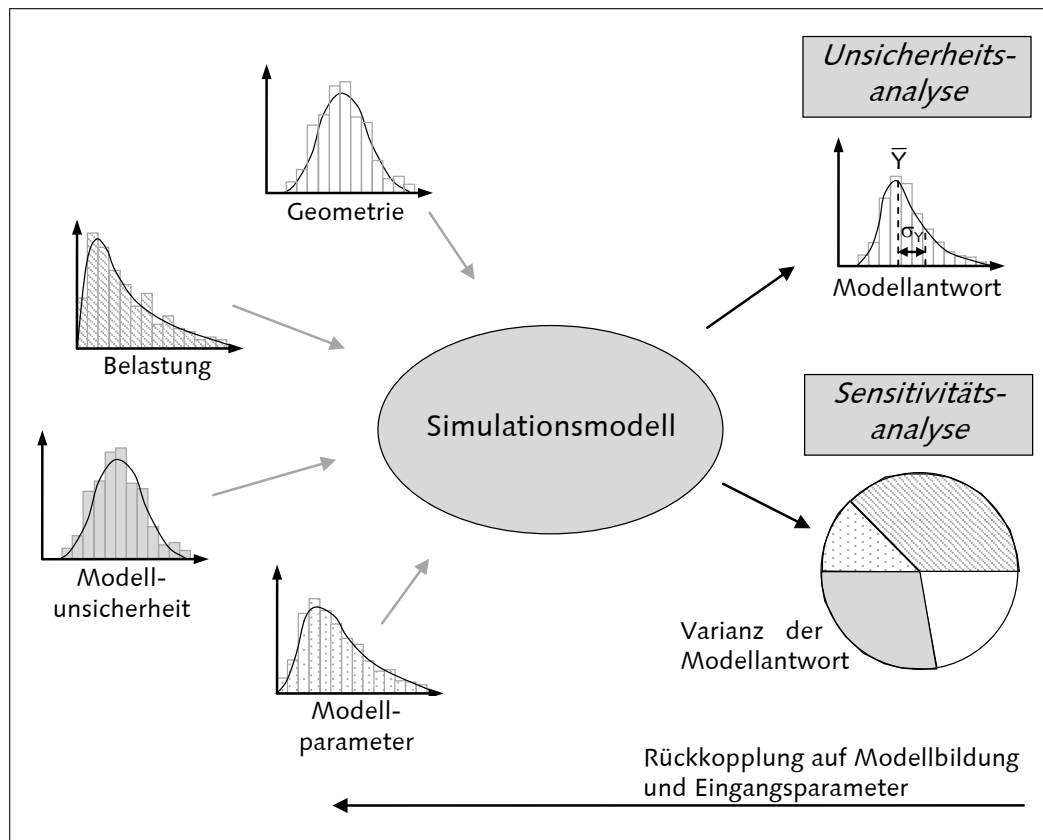 Unsicherheits-
analyse
Geometrie
Y̅
σY
Modellantwort
Belastung
Simulationsmodell
Sensitivitäts-
analyse
Modell-
unsicherheit
Modell-
parameter
Varianz der
Modellantwort
Rückkopplung auf Modellbildung
und Eingangsparameter